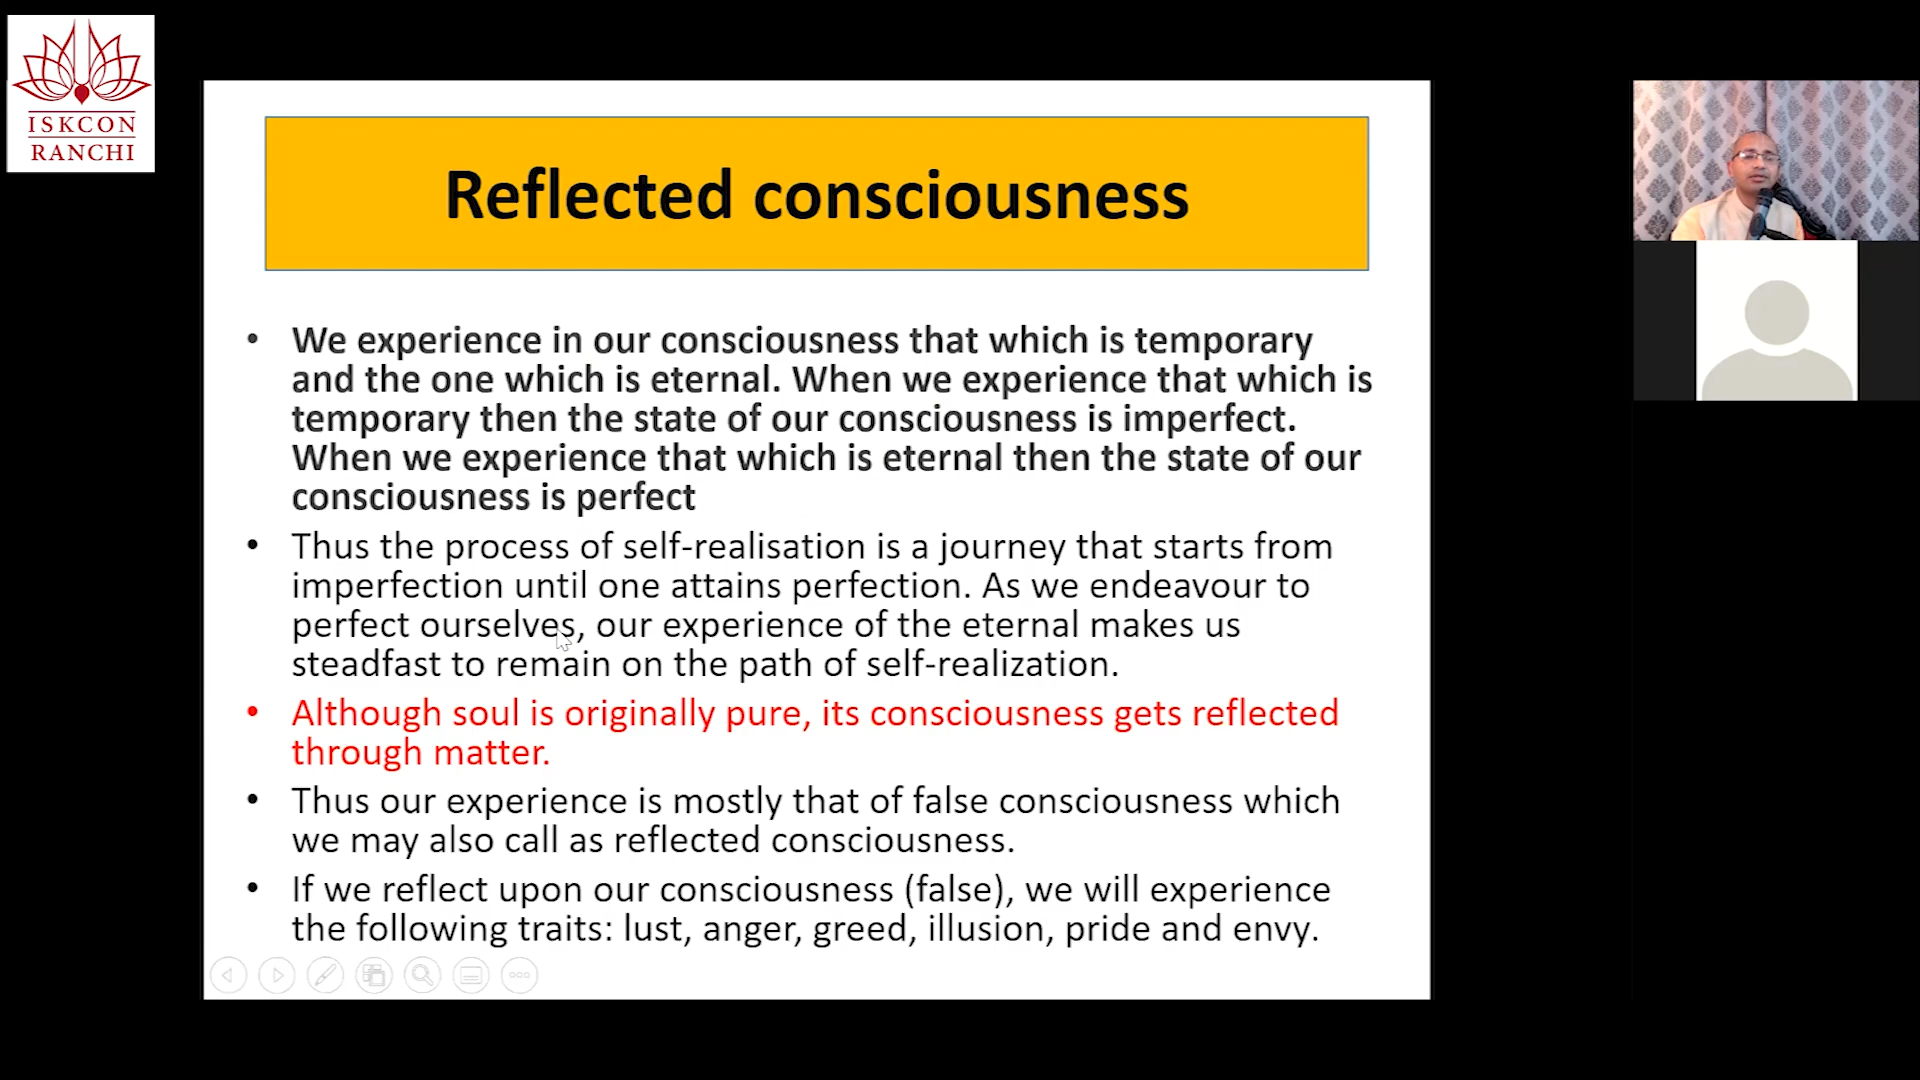 ISKCON
RANCHI
Reflected consciousness
• We experience in our consciousness that which is temporary
and the one which is eternal. When we experience that which is
temporary then the state of our consciousness is imperfect.
When we experience that which is eternal then the state of our
consciousness is perfect
• Thus the process of self-realisation is a journey that starts from
imperfection until one attains perfection. As we endeavour to
perfect ourselves, our experience of the eternal makes us
steadfast to remain on the path of self-realization.
• Although soul is originally pure, its consciousness gets reflected
through matter.
• Thus our experience is mostly that of false consciousness which
we may also call as reflected consciousness.
• If we reflect upon our consciousness (false), we will experience
the following traits: lust, anger, greed, illusion, pride and envy.